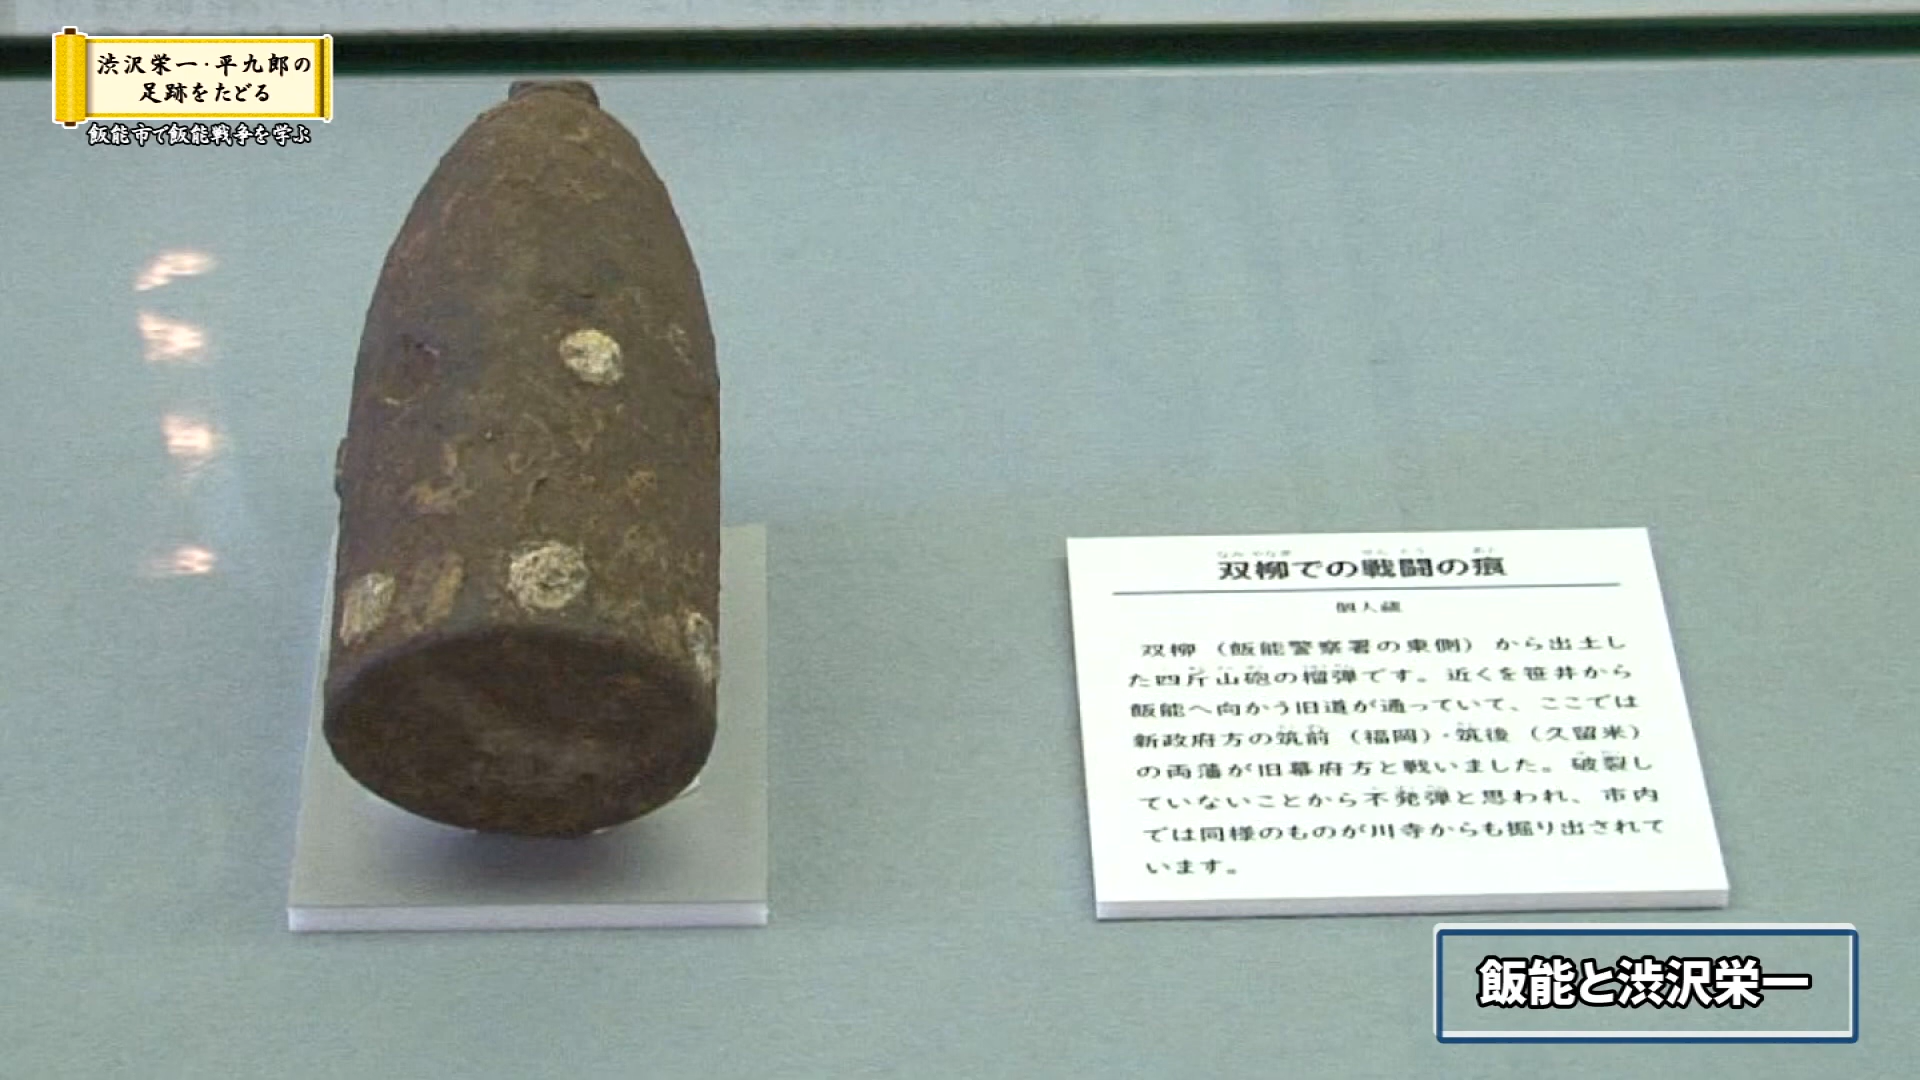 渋沢栄一・平九郎の
足跡をたどる
飯能市で飯能戦争を学ぶ
双柳での戦闘の痕
個人蔵
双柳（飯能警察署の東側）から出土し
た四斤山砲の榴弾です。近くを笹井から
飯能へ向かう旧道が通っていて、ここでは
新政府方の筑前（福岡）・筑後（久留米）
の両藩が旧幕府方と戦いました。破裂し
ていないことから不発弾と思われ、市内
では同様のものが川寺からも掘り出されて
います。
飯能と渋沢栄一